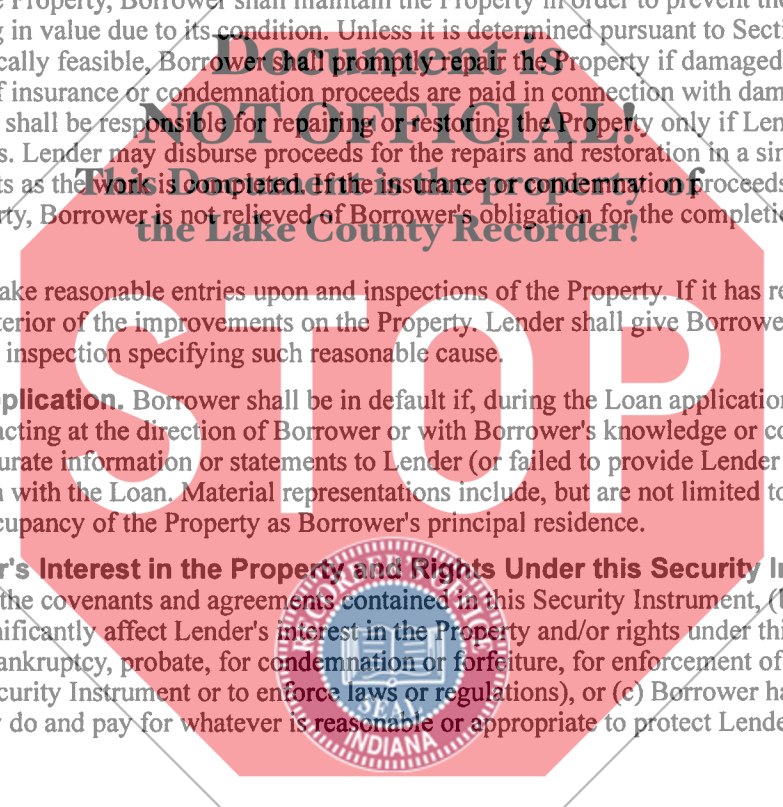 Property, Borrower shall maintain the Property in order to prevent the
in value due to its condition. Unless it is determined pursuant to Secti
cally feasible, Borrower shall promptly repair the Property if damaged
Document is
f insurance or condemnation proceeds are paid in connection with dam
NOT OFFICIAL!
shall be responsible for repairing or restoring the Property only if Len
s. Lender may disburse proceeds for the repairs and restoration in a sin
ts as the work is completed. If the insurance or condemnation proceeds
This Document is the property of
rty, Borrower is not relieved of Borrower's obligation for the completi
the Lake County Recorder!
ake reasonable entries upon and inspections of the Property. If it has re
terior of the improvements on the Property. Lender shall give Borrowe
inspection specifying such reasonable cause.
STOP
plication. Borrower shall be in default if, during the Loan application
acting at the direction of Borrower or with Borrower's knowledge or co
urate information or statements to Lender (or failed to provide Lender
with the Loan. Material representations include, but are not limited to
cupancy of the Property as Borrower's principal residence.
r's Interest in the Property and Rights Under this Security In
the covenants and agreements contained in this Security Instrument, (
nificantly affect Lender's interest in the Property and/or rights under thi
ankruptcy, probate, for condemnation or forfeiture, for enforcement of
curity Instrument or to enforce laws or regulations), or (c) Borrower ha
do and pay for whatever is reasonable or appropriate to protect Lende
SEAL
INDIANA